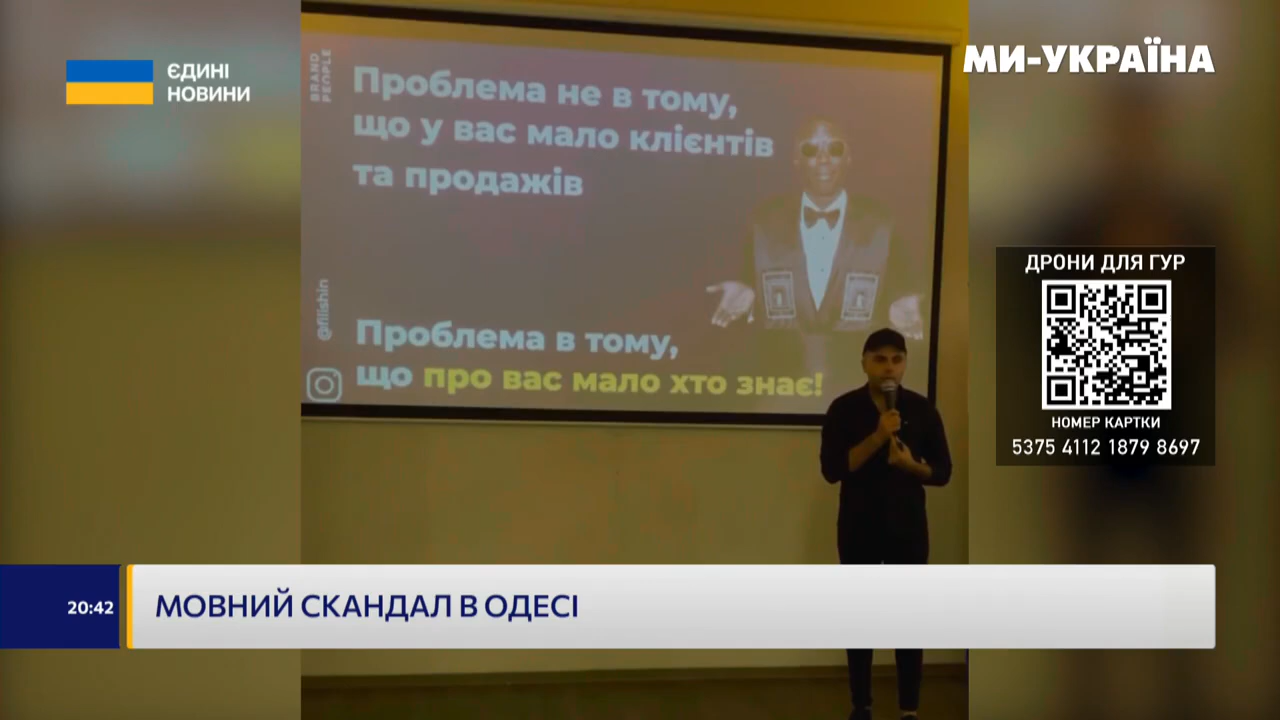 ЄДИНІ
НОВИНИ
МИ-УКРАЇНА
BRAND
PEOPLE
Проблема не в тому,
що у вас мало клієнтів
та продажів
@filishin
Проблема в тому,
що про вас мало хто знає!
ДРОНИ ДЛЯ ГУР
НОМЕР КАРТКИ
5375 4112 1879 8697
20:42
МОВНИЙ СКАНДАЛ В ОДЕСІ